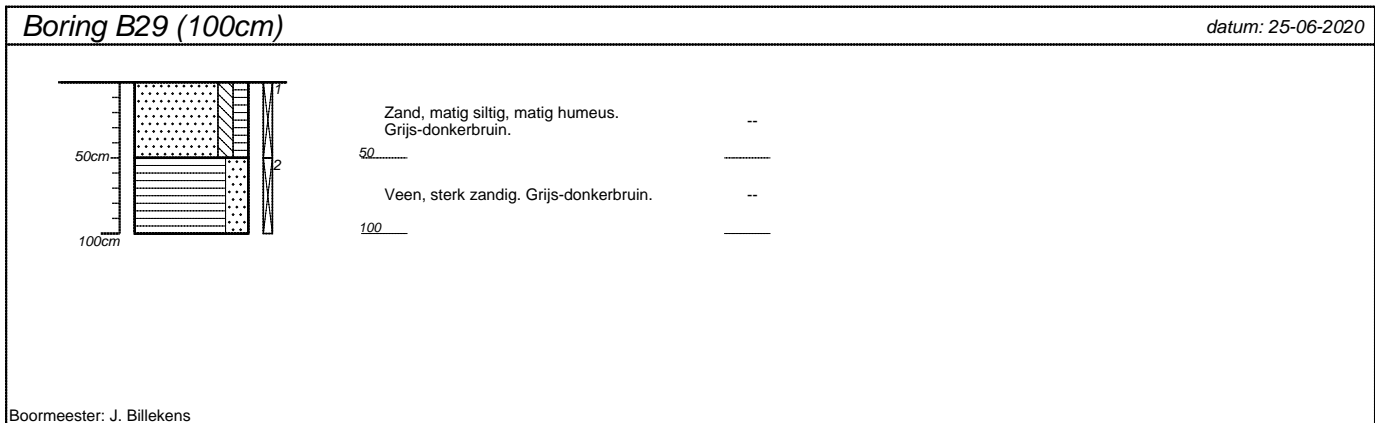 Boring B29 (100cm)
datum: 25-06-2020
1
Zand, matig siltig, matig humeus.
Grijs-donkerbruin.
--
50cm
2
50
Veen, sterk zandig. Grijs-donkerbruin.
--
100cm
100
Boormeester: J. Billekens